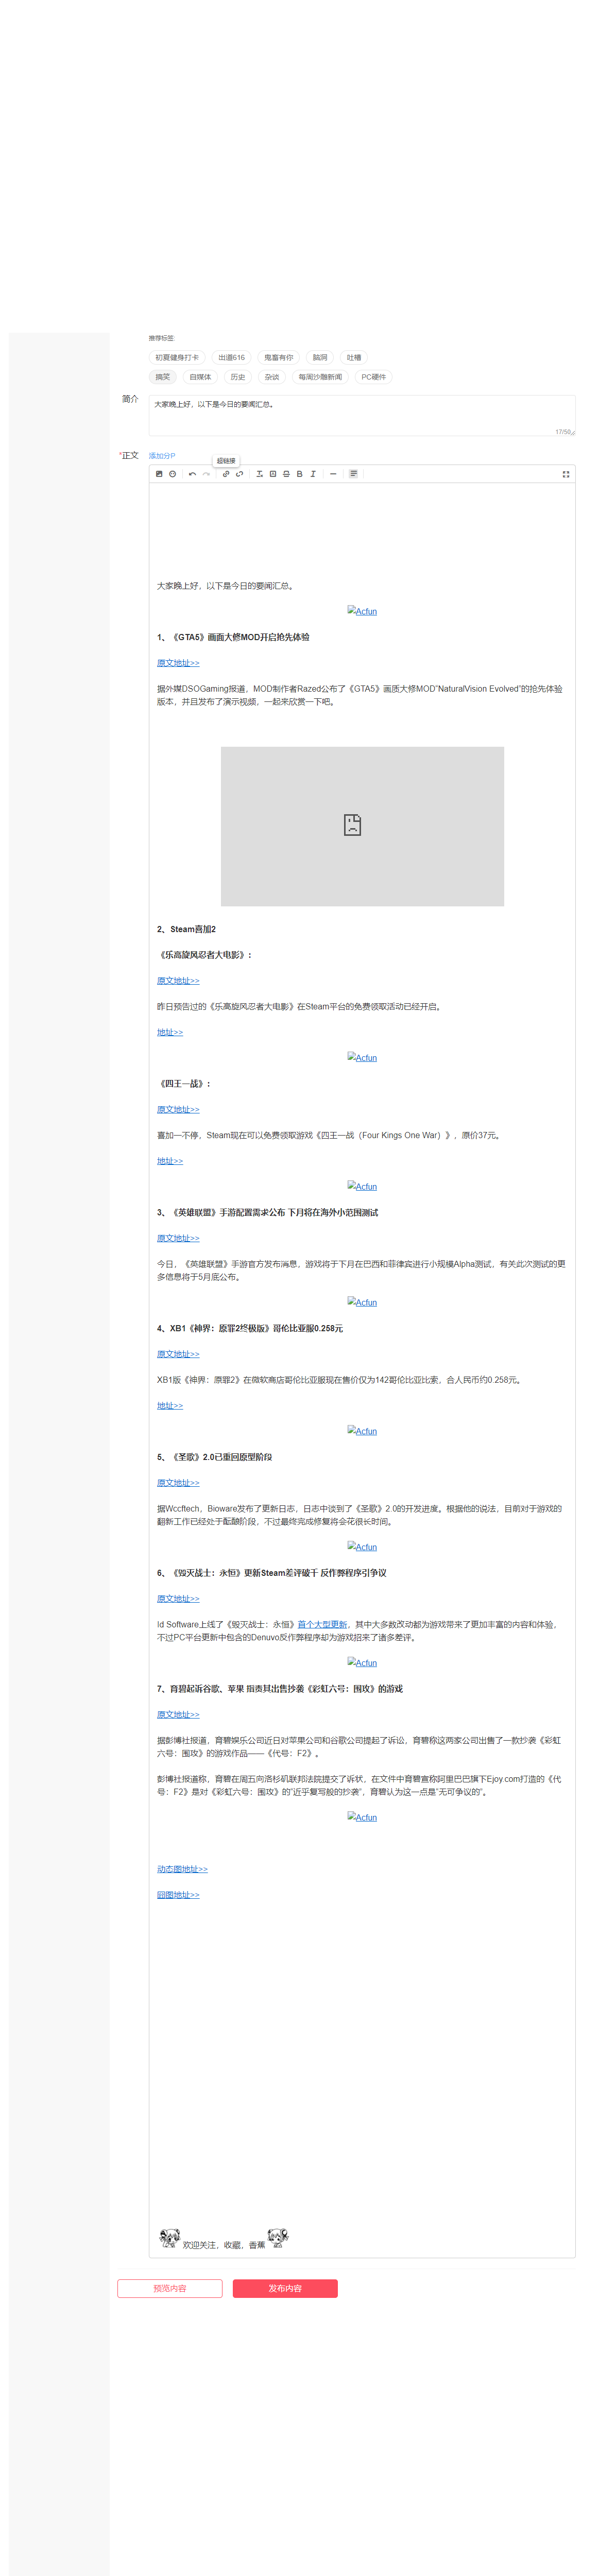 推荐标签:
初夏健身打卡 出道616 鬼畜有你 脑洞 吐槽
搞笑 自媒体 历史 杂谈 每周沙雕新闻 PC硬件
简介
大家晚上好，以下是今日的要闻汇总。
17/50
*正文
添加分P
超链接
大家晚上好，以下是今日的要闻汇总。
Acfun
1、《GTA5》画面大修MOD开启抢先体验
原文地址>>
据外媒DSOGaming报道，MOD制作者Razed公布了《GTA5》画质大修MOD"NaturalVision Evolved"的抢先体验
版本，并且发布了演示视频，一起来欣赏一下吧。
2、Steam喜加2
《乐高旋风忍者大电影》：
原文地址>>
昨日预告过的《乐高旋风忍者大电影》在Steam平台的免费领取活动已经开启。
地址>>
Acfun
《四王一战》：
原文地址>>
喜加一不停，Steam现在可以免费领取游戏《四王一战（Four Kings One War）》，原价37元。
地址>>
Acfun
3、《英雄联盟》手游配置需求公布 下月将在海外小范围测试
原文地址>>
今日，《英雄联盟》手游官方发布消息，游戏将于下月在巴西和菲律宾进行小规模Alpha测试，有关此次测试的更
多信息将于5月底公布。
Acfun
4、XB1《神界：原罪2终极版》哥伦比亚服0.258元
原文地址>>
XB1版《神界：原罪2》在微软商店哥伦比亚服现在售价仅为142哥伦比亚比索，合人民币约0.258元。
地址>>
Acfun
5、《圣歌》2.0已重回原型阶段
原文地址>>
据Wccftech，Bioware发布了更新日志，日志中谈到了《圣歌》2.0的开发进度。根据他的说法，目前对于游戏的
翻新工作已经处于酝酿阶段，不过最终完成修复将会花很长时间。
Acfun
6、《毁灭战士：永恒》更新Steam差评破千 反作弊程序引争议
原文地址>>
Id Software上线了《毁灭战士：永恒》首个大型更新，其中大多数改动都为游戏带来了更加丰富的内容和体验，
不过PC平台更新中包含的Denuvo反作弊程序却为游戏招来了诸多差评。
Acfun
7、育碧起诉谷歌、苹果 指责其出售抄袭《彩虹六号：围攻》的游戏
原文地址>>
据彭博社报道，育碧娱乐公司近日对苹果公司和谷歌公司提起了诉讼，育碧称这两家公司出售了一款抄袭《彩虹
六号：围攻》的游戏作品——《代号：F2》。
彭博社报道称，育碧在周五向洛杉矶联邦法院提交了诉状，在文件中育碧宣称阿里巴巴旗下Ejoy.com打造的《代
号：F2》是对《彩虹六号：围攻》的"近乎复写般的抄袭"，育碧认为这一点是"无可争议的"。
Acfun
动态图地址>>
囧图地址>>
欢迎关注，收藏，香蕉
预览内容 发布内容